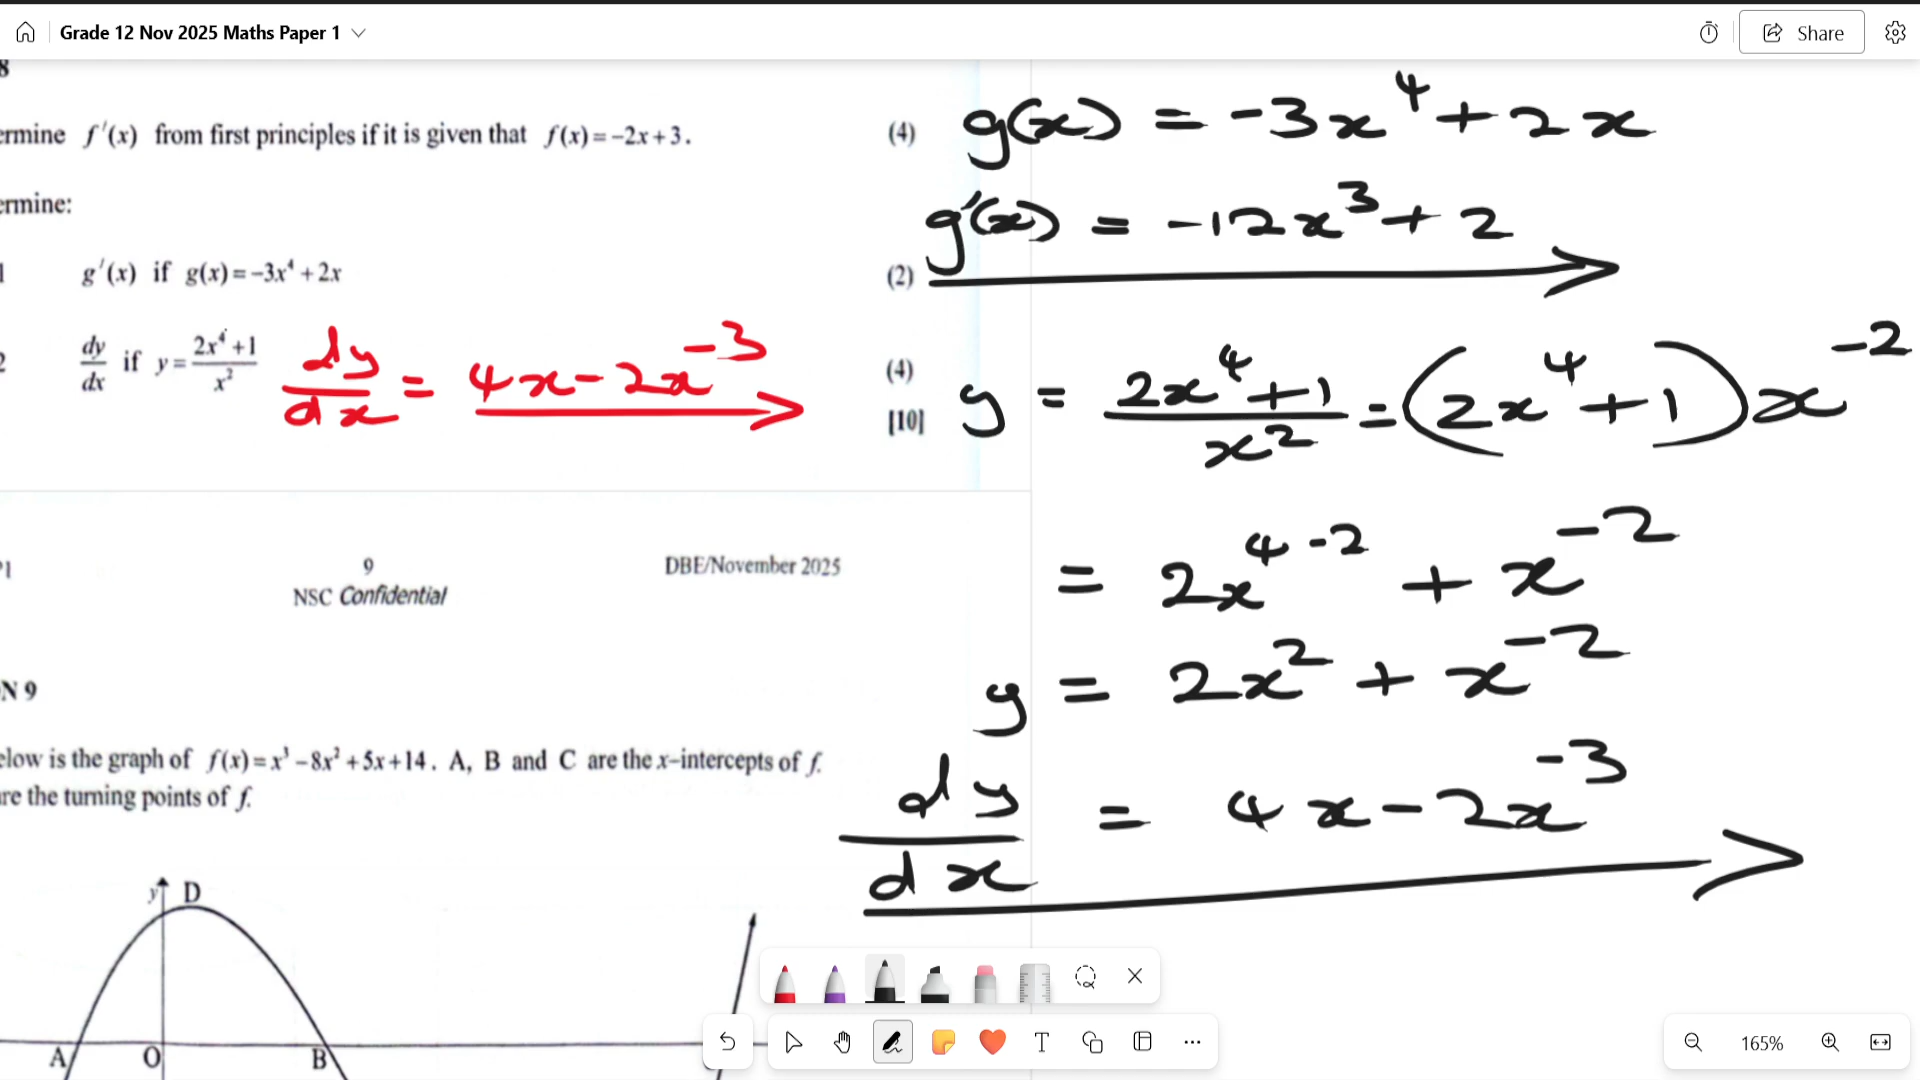 Grade 12 Nov 2025 Maths Paper 1
Share
8
ermine f′(x) from first principles if it is given that f(x)=−2x+3. (4)
ermine:
1 g′(x) if g(x)=−3x⁴+2x (2)
2 dy/dx if y=(2x⁴+1)/x² (4)
[10]
dy/dx = 4x−2x⁻³
g(x) = −3x⁴+2x
g′(x) = −12x³+2
y = (2x⁴+1)/x² = (2x⁴+1)x⁻²
= 2x⁴⁻² + x⁻²
y = 2x² + x⁻²
dy/dx = 4x−2x⁻³
P1 9 DBE/November 2025
NSC Confidential
N 9
elow is the graph of f(x)=x³−8x²+5x+14. A, B and C are the x-intercepts of f.
re the turning points of f.
y D
A O B
T
165%